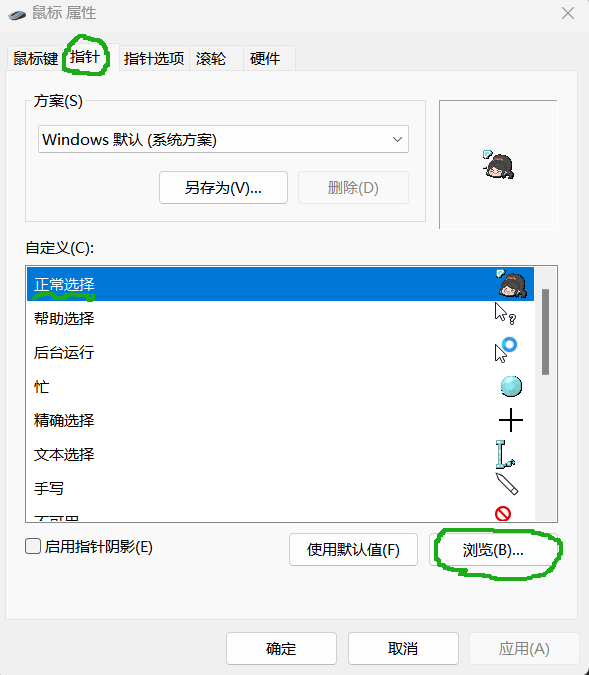 鼠标 属性
鼠标键 指针 指针选项 滚轮 硬件
方案(S)
Windows 默认 (系统方案)
另存为(V)... 删除(D)
自定义(C):
正常选择
帮助选择
后台运行
忙
精确选择
文本选择
手写
不可用
启用指针阴影(E) 使用默认值(F) 浏览(B)...
确定 取消 应用(A)